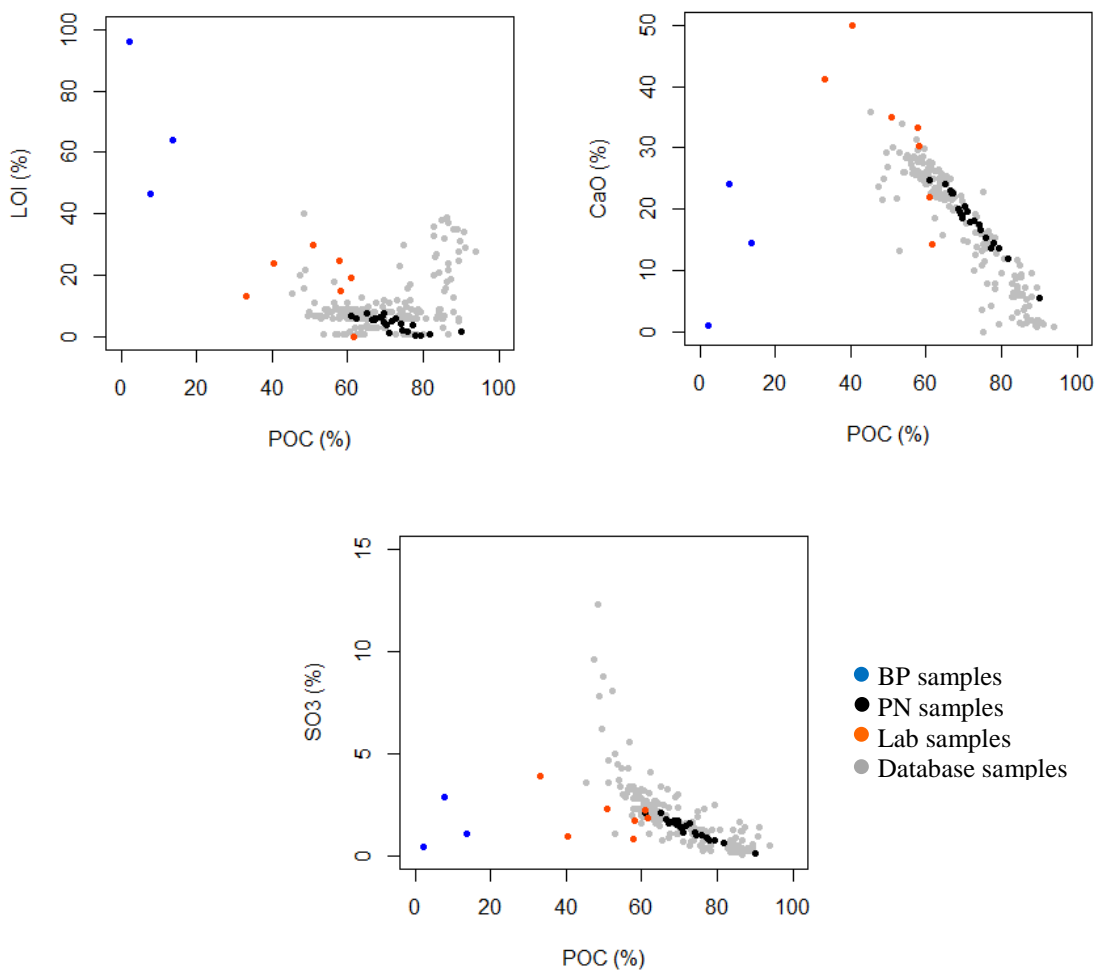 LOI (%)
100
80
60
40
20
0
0 20 40 60 80 100
POC (%)
CaO (%)
50
40
30
20
10
0
0 20 40 60 80 100
POC (%)
SO3 (%)
15
10
5
0
0 20 40 60 80 100
POC (%)
BP samples
PN samples
Lab samples
Database samples